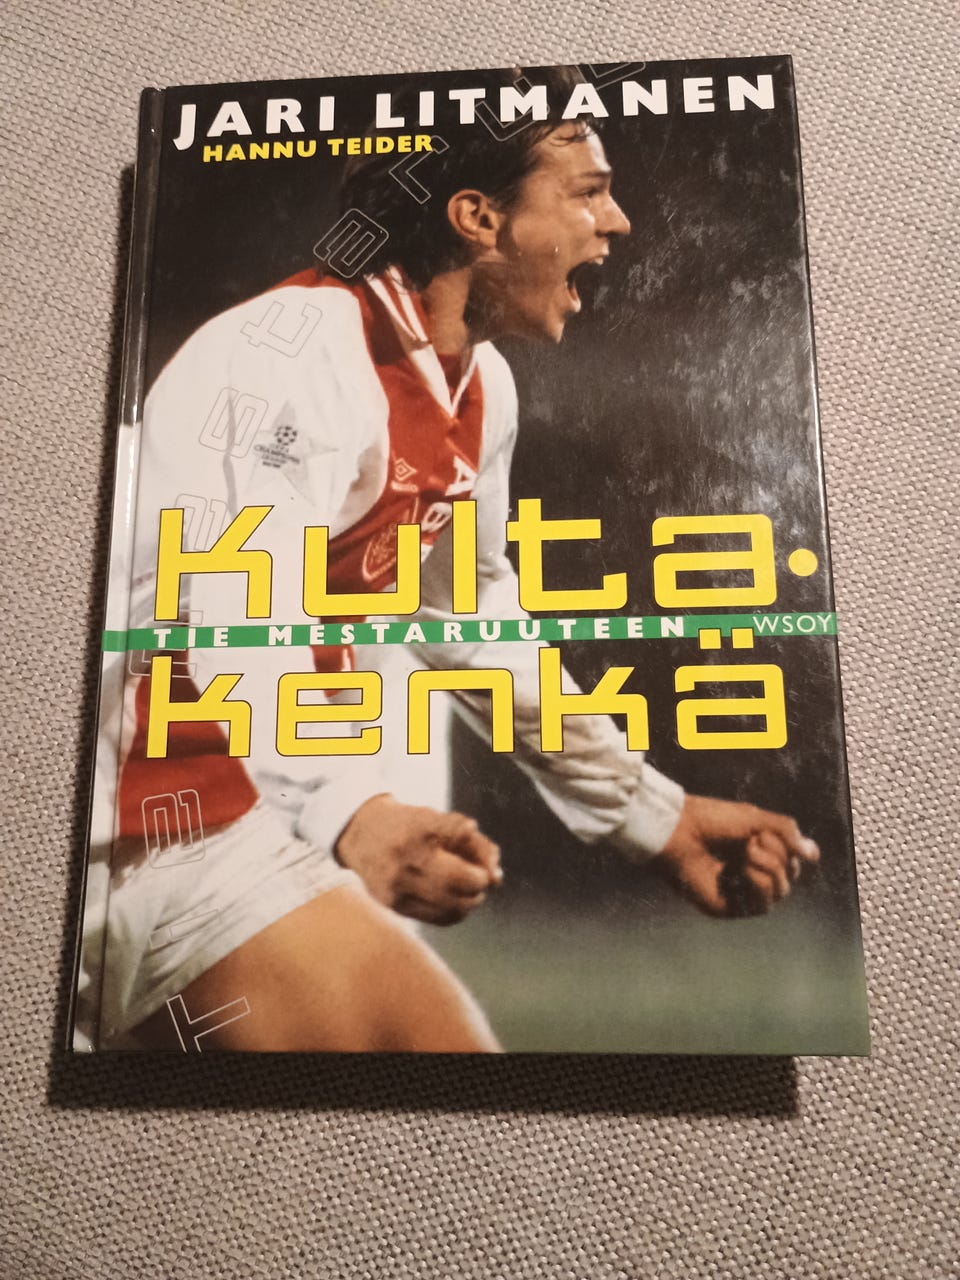 JARI LITMANEN
HANNU TEIDER
Kulta·
TIE MESTARUUTEEN WSOY
kenkä